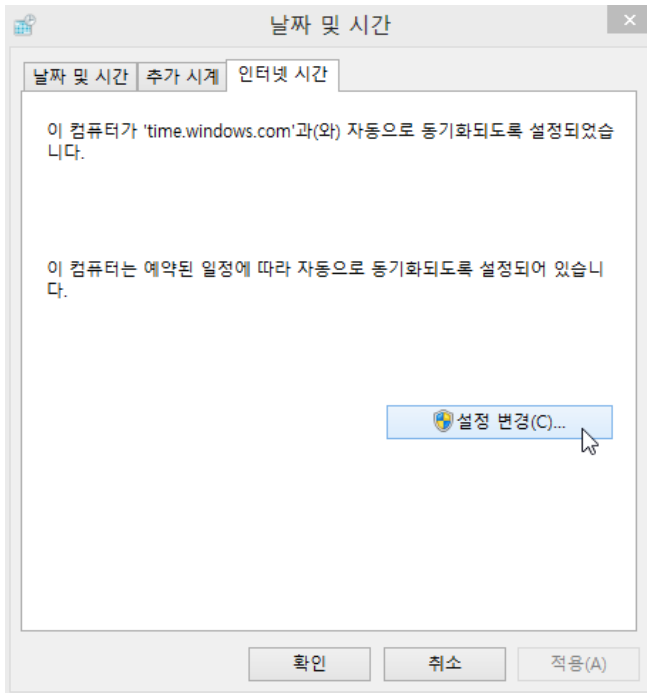 날짜 및 시간
날짜 및 시간 추가 시계 인터넷 시간
이 컴퓨터가 'time.windows.com'과(와) 자동으로 동기화되도록 설정되었습
니다.
이 컴퓨터는 예약된 일정에 따라 자동으로 동기화되도록 설정되어 있습니
다.
설정 변경(C)...
확인 취소 적용(A)